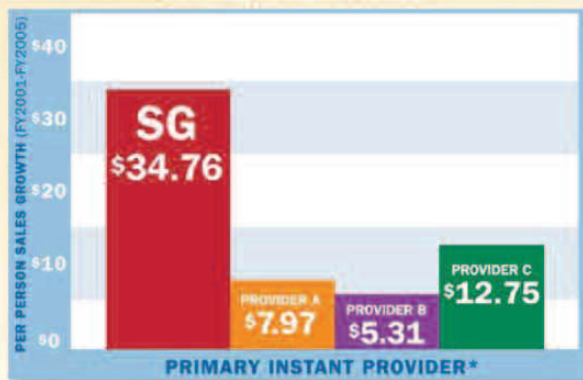 PER PERSON SALES GROWTH (FY2001-FY2005)
$40
$30
$20
$10
$0
SG
$34.76
PROVIDER A
$7.97
PROVIDER B
$5.31
PROVIDER C
$12.75
PRIMARY INSTANT PROVIDER*